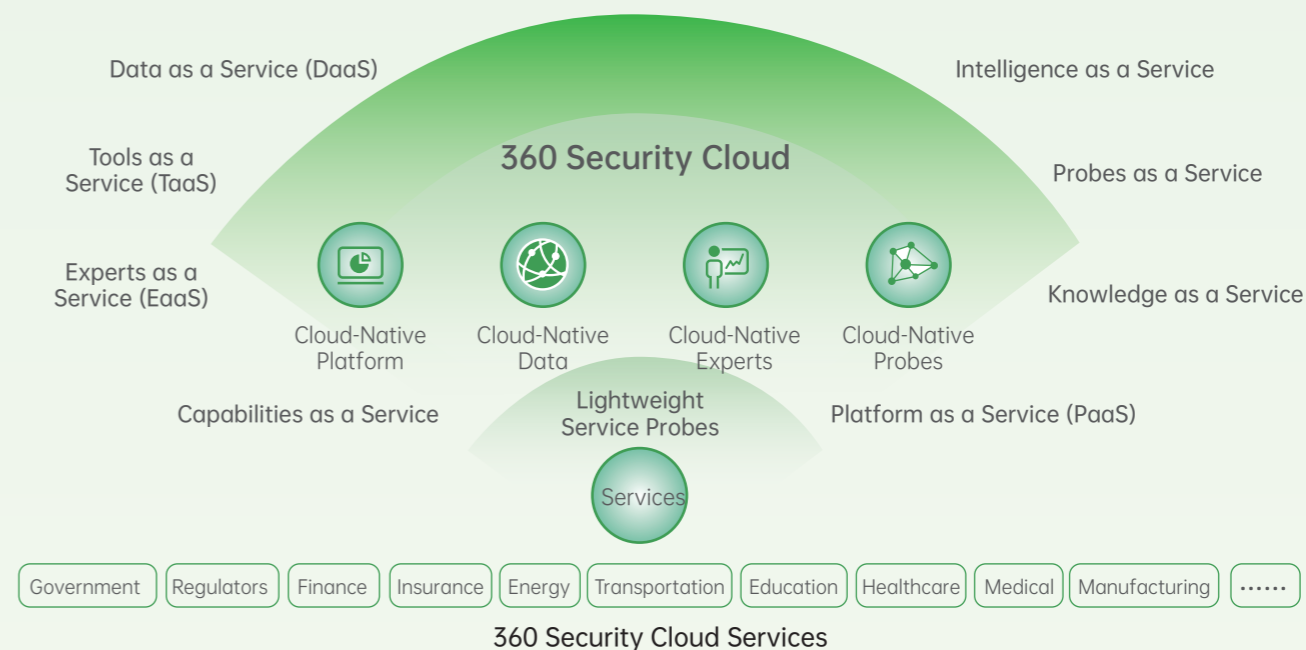 Data as a Service (DaaS)
Intelligence as a Service
360 Security Cloud
Tools as a
Service (TaaS)
Probes as a Service
Experts as a
Service (EaaS)
Knowledge as a Service
Cloud-Native
Platform
Cloud-Native
Data
Cloud-Native
Experts
Cloud-Native
Probes
Capabilities as a Service
Lightweight
Service Probes
Platform as a Service (PaaS)
Services
Government
Regulators
Finance
Insurance
Energy
Transportation
Education
Healthcare
Medical
Manufacturing
......
360 Security Cloud Services